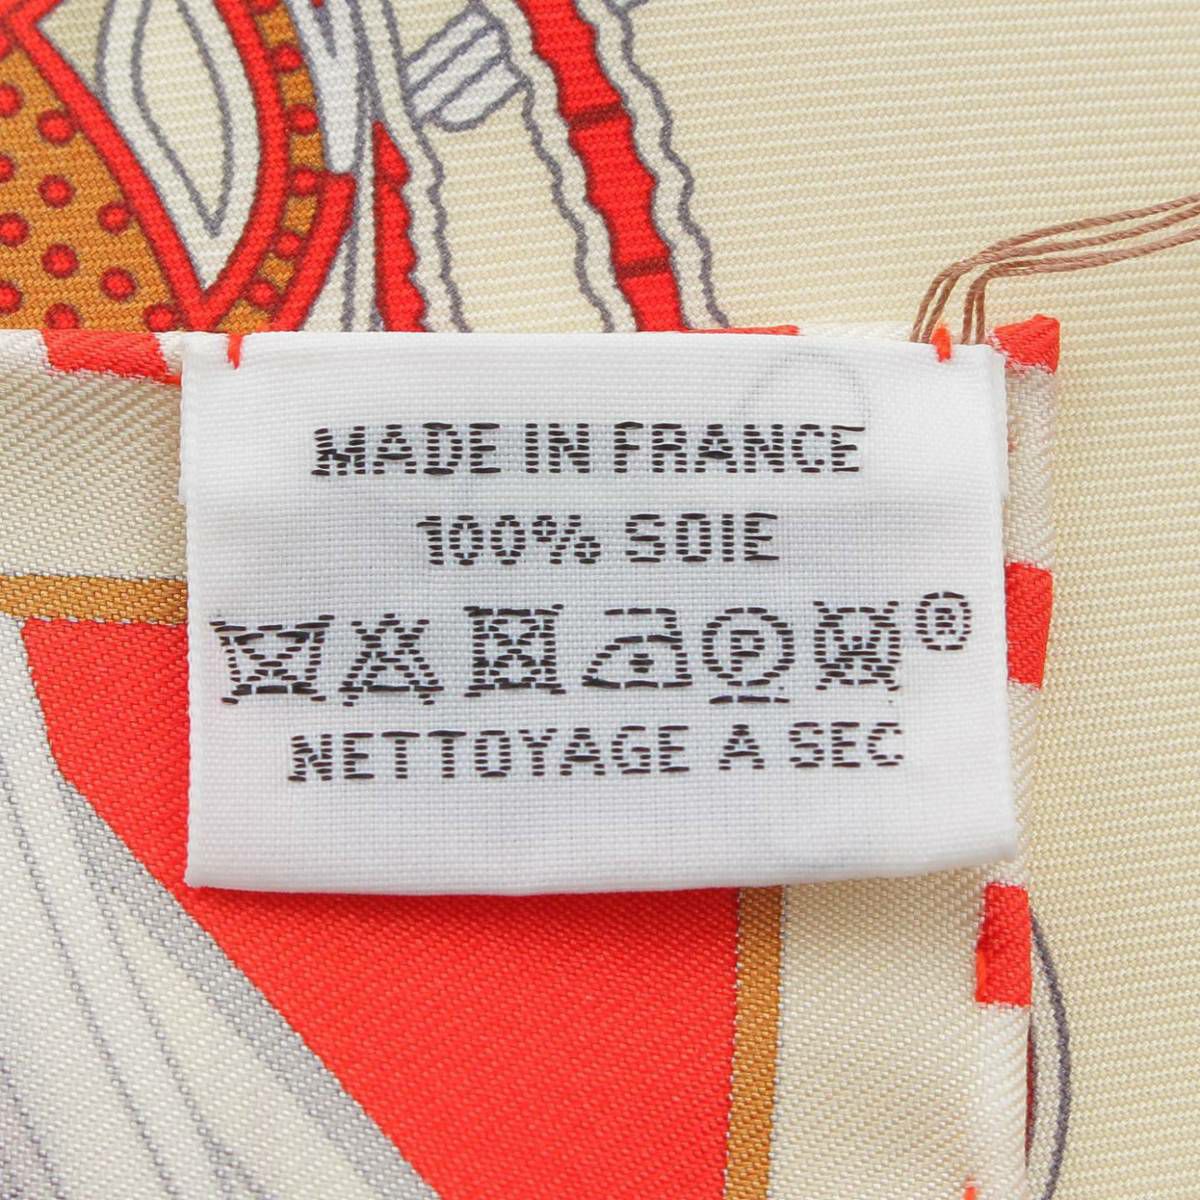 MADE IN FRANCE
100% SOIE
P W ®
NETTOYAGE A SEC